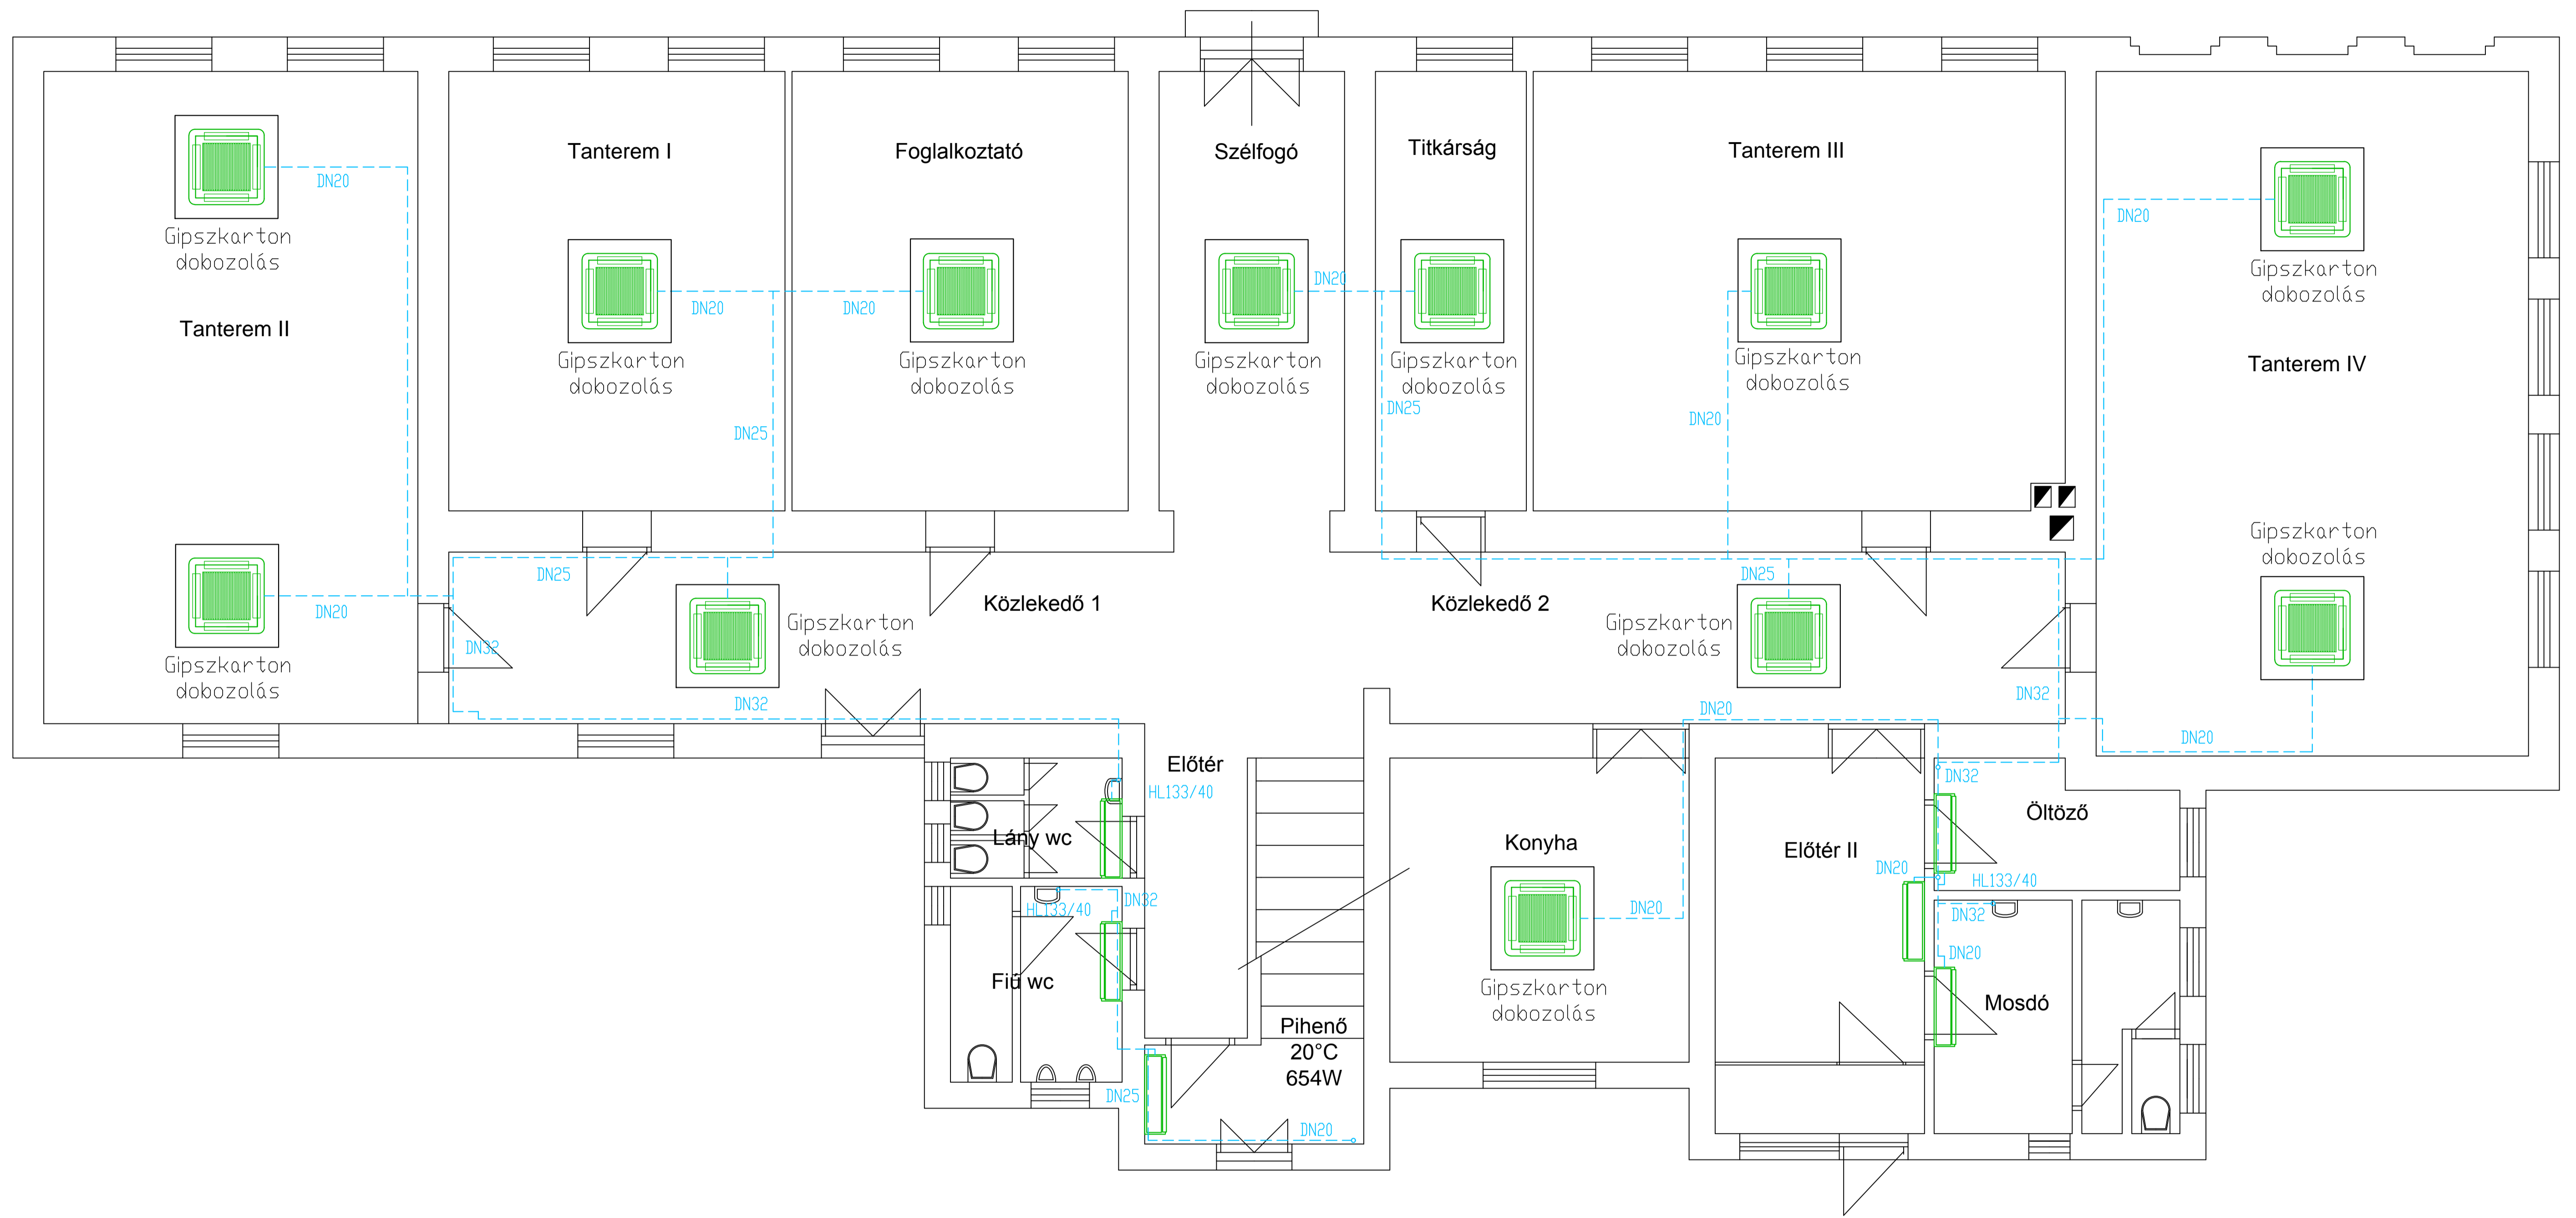 Tanterem I
Foglalkoztató
Szélfogó
Titkárság
Tanterem III
DN20
DN20
Gipszkarton
dobozolás
Gipszkarton
dobozolás
DN20
DN20
DN20
Tanterem II
Tanterem IV
Gipszkarton
dobozolás
Gipszkarton
dobozolás
Gipszkarton
dobozolás
Gipszkarton
dobozolás
Gipszkarton
dobozolás
DN25
DN20
DN25
Gipszkarton
dobozolás
DN25
DN25
Közlekedő 1
Közlekedő 2
DN20
Gipszkarton
dobozolás
Gipszkarton
dobozolás
DN32
Gipszkarton
dobozolás
DN32
DN32
DN20
DN20
Előtér
DN32
HL133/40
Öltöző
Lány wc
Konyha
Előtér II
DN20
HL133/40
DN32
HL133/40
DN20
DN32
DN20
Fiú wc
Gipszkarton
dobozolás
Mosdó
Pihenő
20°C
654W
DN25
DN20